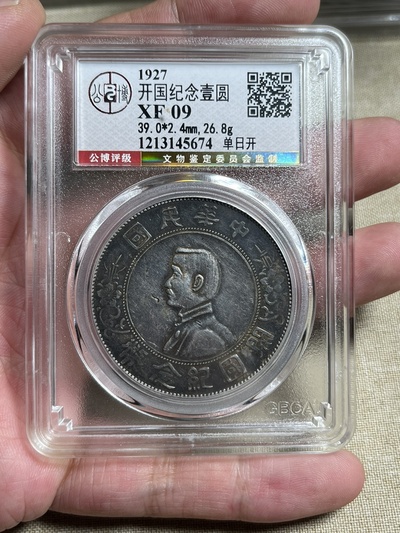 1927
开国纪念壹圆
XF 09
39.0*2.4mm,26.8g
1213145674 单日开
公博评级 文物鉴定委员会监制
中華民國
開國紀念幣
GBCA